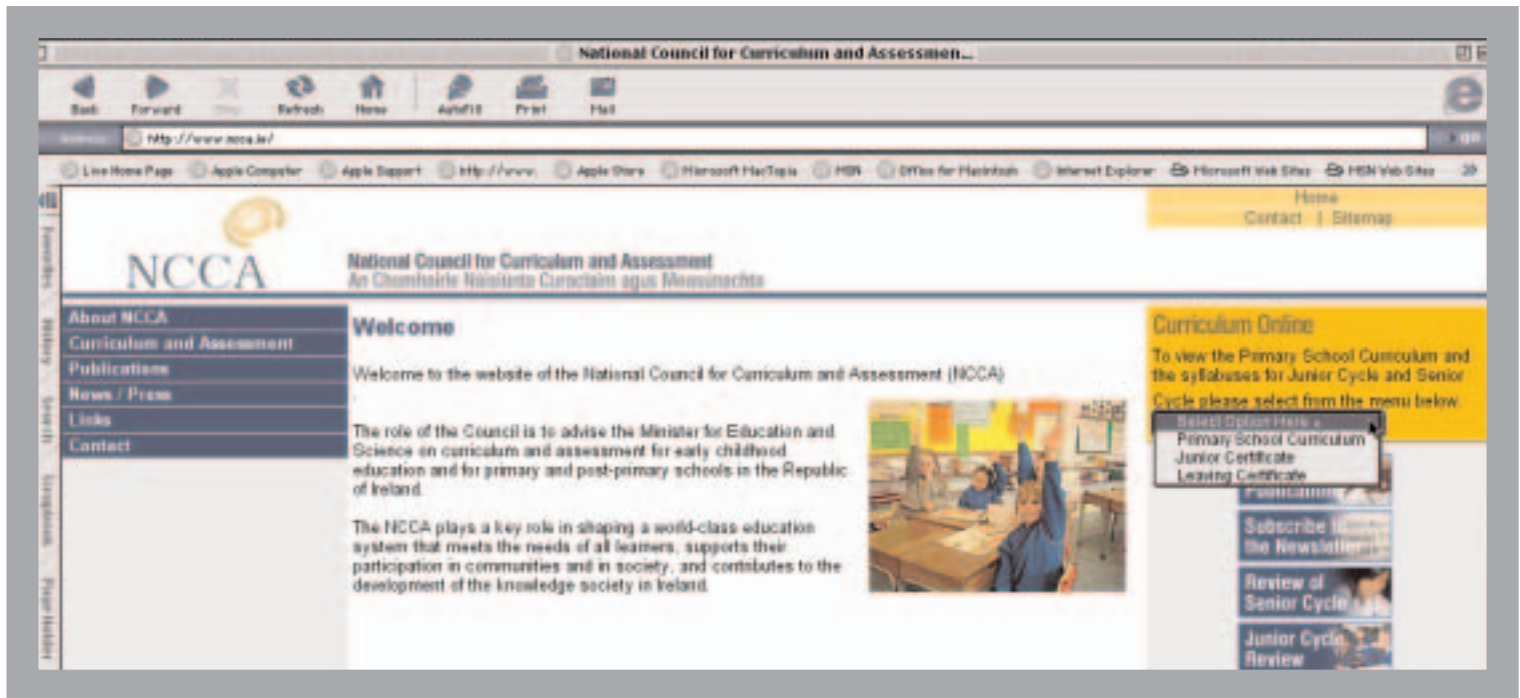 National Council for Curriculum and Assessmen...
Back Forward Stop Refresh Home AutoFill Print Mail
http://www.ncca.ie/ go
Live Home Page Apple Computer Apple Support http://www. Apple Store Microsoft MacTopia MSN Office for Macintosh Internet Explorer Microsoft Web Sites MSN Web Sites
Favorites
History
Search
Scrapbook
Page Holder
Home
Contact | Sitemap
NCCA
National Council for Curriculum and Assessment
An Chomhairle Náisiúnta Curaclaim agus Measúnachta
About NCCA
Curriculum and Assessment
Publications
News / Press
Links
Contact
Welcome
Welcome to the website of the National Council for Curriculum and Assessment (NCCA)
The role of the Council is to advise the Minister for Education and
Science on curriculum and assessment for early childhood
education and for primary and post-primary schools in the Republic
of Ireland.
The NCCA plays a key role in shaping a world-class education
system that meets the needs of all learners, supports their
participation in communities and in society, and contributes to the
development of the knowledge society in Ireland.
Curriculum Online
To view the Primary School Curriculum and
the syllabuses for Junior Cycle and Senior
Cycle please select from the menu below.
Select Option Here
Primary School Curriculum
Junior Certificate
Leaving Certificate
Subscribe to
the Newsletter
Review of
Senior Cycle
Junior Cycle
Review